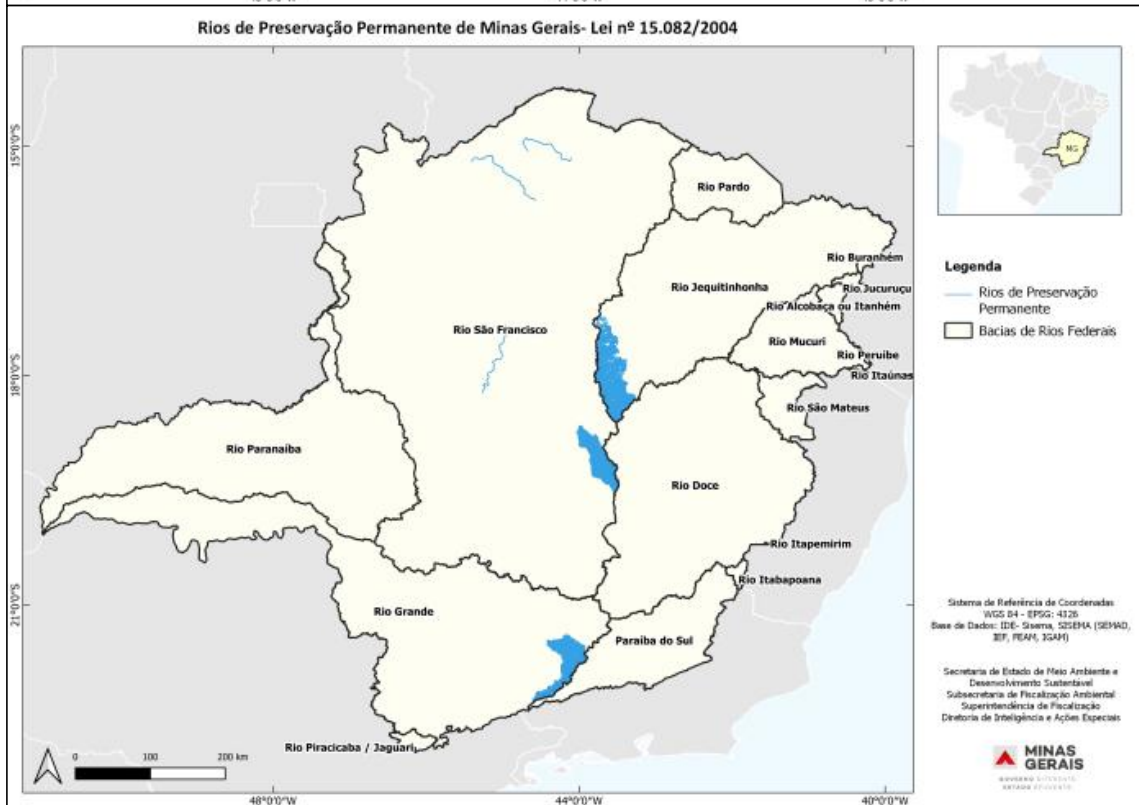 Rios de Preservação Permanente de Minas Gerais- Lei nº 15.082/2004
15°0'0"S
18°0'0"S
21°0'0"S
Rio Pardo
Rio Buranhém
Rio Jequitinhonha
Rio Jucuruçu
Rio Alcobaça ou Itanhém
Rio São Francisco
Rio Mucuri
Rio Peruíbe
Rio Itaúnas
Rio São Mateus
Rio Paranaíba
Rio Doce
Rio Itapemirim
Rio Itabapoana
Rio Grande
Paraíba do Sul
Rio Piracicaba / Jaguari
0 100 200 km
48°0'0"W 44°0'0"W 40°0'0"W
MG
Legenda
Rios de Preservação
Permanente
Bacias de Rios Federais
Sistema de Referência de Coordenadas
WGS 84 - EPSG: 4326
Base de Dados: IDE- Sisema, SISEMA (SEMAD,
IEF, FEAM, IGAM)
Secretaria de Estado de Meio Ambiente e
Desenvolvimento Sustentável
Subsecretaria de Fiscalização Ambiental
Superintendência de Fiscalização
Diretoria de Inteligência e Ações Especiais
MINAS
GERAIS
GOVERNO DIFERENTE
ESTADO EFICIENTE